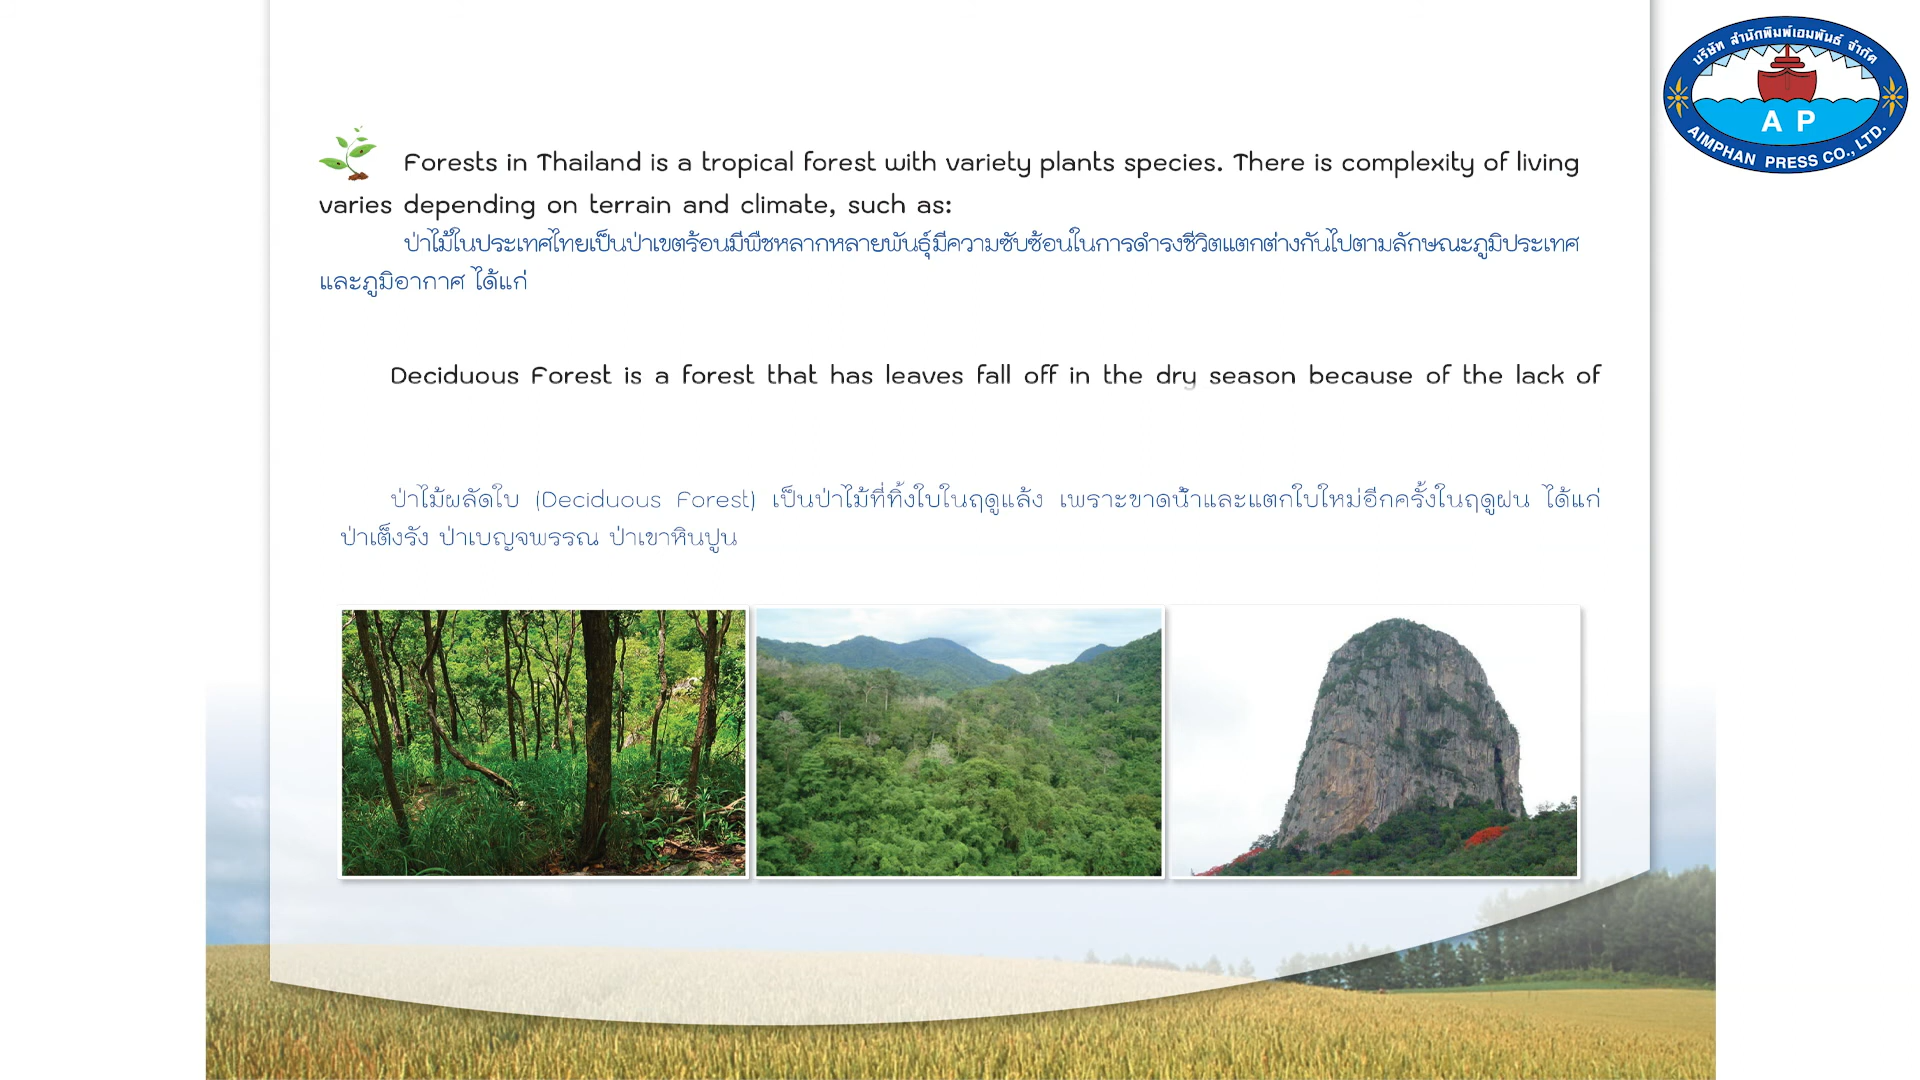 บริษัท สำนักพิมพ์เอมพันธ์ จำกัด
A P
AIMPHAN PRESS CO., LTD.
Forests in Thailand is a tropical forest with variety plants species. There is complexity of living
varies depending on terrain and climate, such as:
ป่าไม้ในประเทศไทยเป็นป่าเขตร้อนมีพืชหลากหลายพันธุ์มีความซับซ้อนในการดำรงชีวิตแตกต่างกันไปตามลักษณะภูมิประเทศ
และภูมิอากาศ ได้แก่
Deciduous Forest is a forest that has leaves fall off in the dry season because of the lack of
ป่าไม้ผลัดใบ (Deciduous Forest) เป็นป่าไม้ที่ทิ้งใบในฤดูแล้ง เพราะขาดน้ำและแตกใบใหม่อีกครั้งในฤดูฝน ได้แก่
ป่าเต็งรัง ป่าเบญจพรรณ ป่าเขาหินปูน